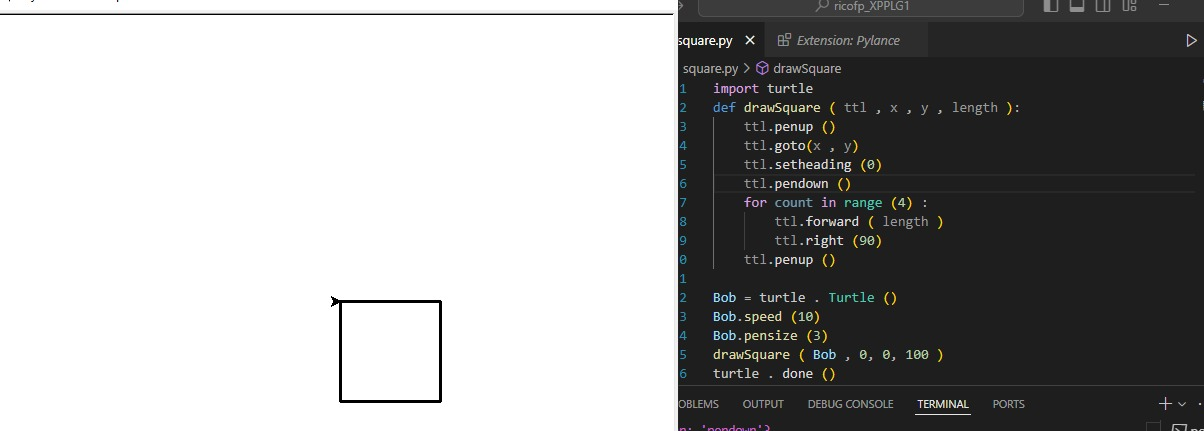 ricofp_XPPLG1
square.py Extension: Pylance
square.py > drawSquare
1 import turtle
2 def drawSquare ( ttl , x , y , length ):
3 ttl.penup ()
4 ttl.goto(x , y)
5 ttl.setheading (0)
6 ttl.pendown ()
7 for count in range (4) :
8 ttl.forward ( length )
9 ttl.right (90)
0 ttl.penup ()
1
2 Bob = turtle . Turtle ()
3 Bob.speed (10)
4 Bob.pensize (3)
5 drawSquare ( Bob , 0, 0, 100 )
6 turtle . done ()
OBLEMS OUTPUT DEBUG CONSOLE TERMINAL PORTS